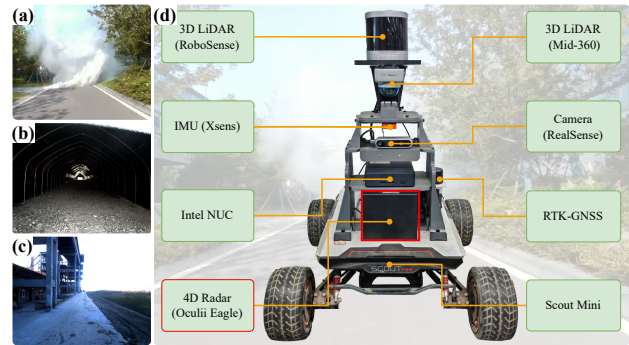 (a)
(b)
(c)
(d)
3D LiDAR
(RoboSense)
3D LiDAR
(Mid-360)
IMU (Xsens)
Camera
(RealSense)
Intel NUC
RTK-GNSS
4D Radar
(Oculii Eagle)
Scout Mini
SCOUT